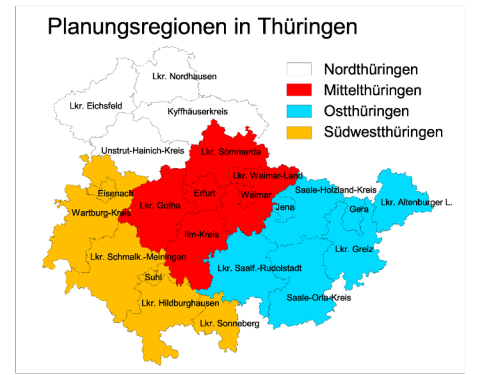 Planungsregionen in Thüringen
Nordthüringen
Mittelthüringen
Ostthüringen
Südwestthüringen
Lkr. Nordhausen
Lkr. Eichsfeld
Kyffhäuserkreis
Unstrut-Hainich-Kreis
Lkr. Sömmerda
Lkr. Weimar-Land
Eisenach
Erfurt
Weimar
Saale-Holzland-Kreis
Wartburg-Kreis
Lkr. Gotha
Jena
Gera
Lkr. Altenburger L.
Ilm-Kreis
Lkr. Greiz
Lkr. Schmalk.-Meiningen
Lkr. Saalf.-Rudolstadt
Suhl
Lkr. Hildburghausen
Saale-Orla-Kreis
Lkr. Sonneberg